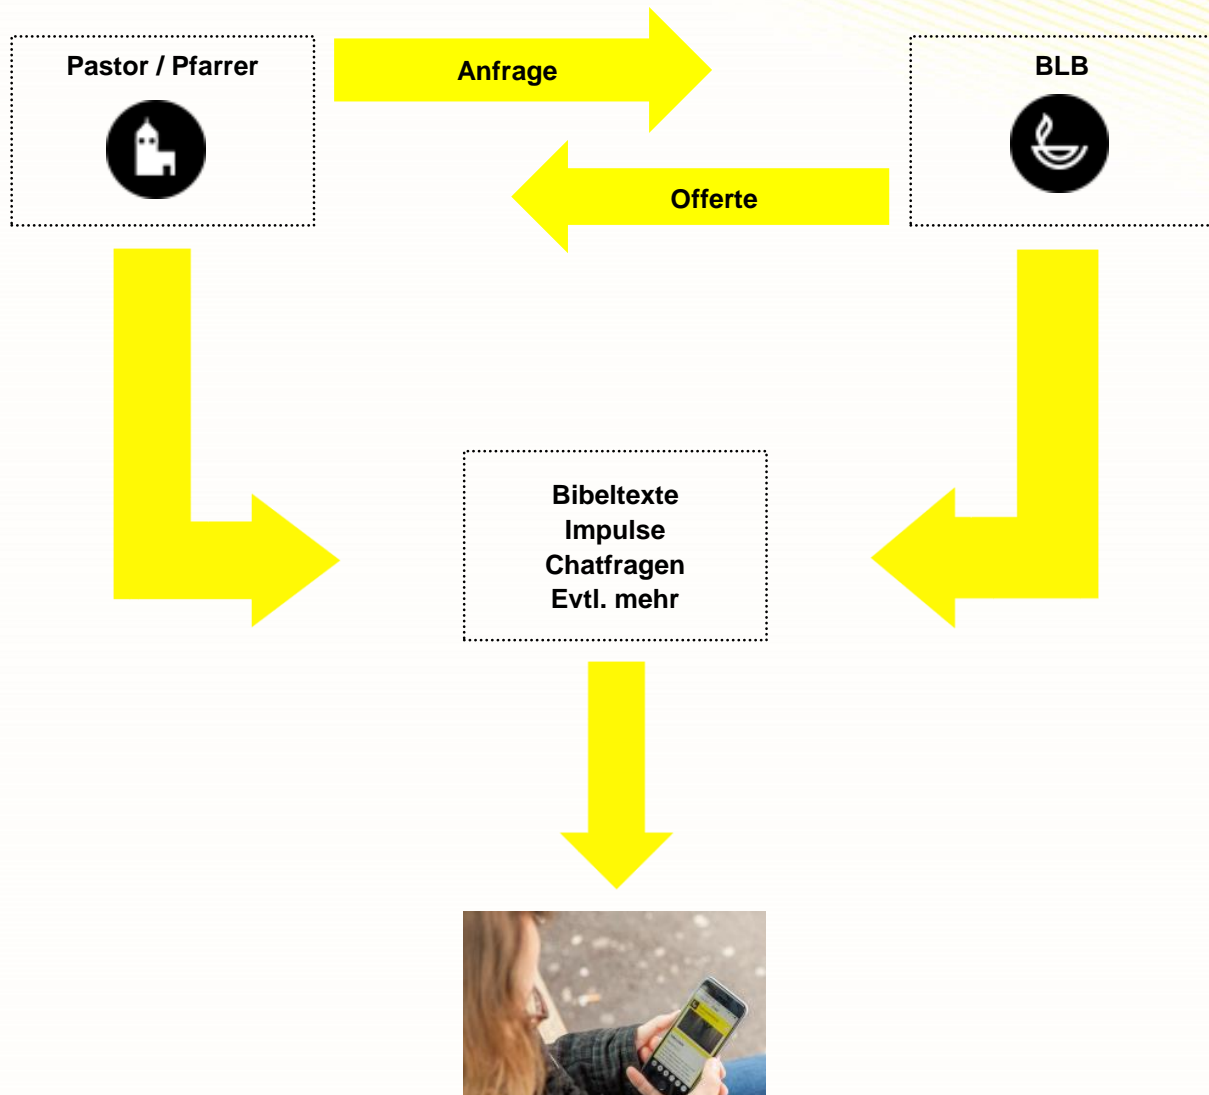 Pastor / Pfarrer
Anfrage
BLB
Offerte
Bibeltexte
Impulse
Chatfragen
Evtl. mehr